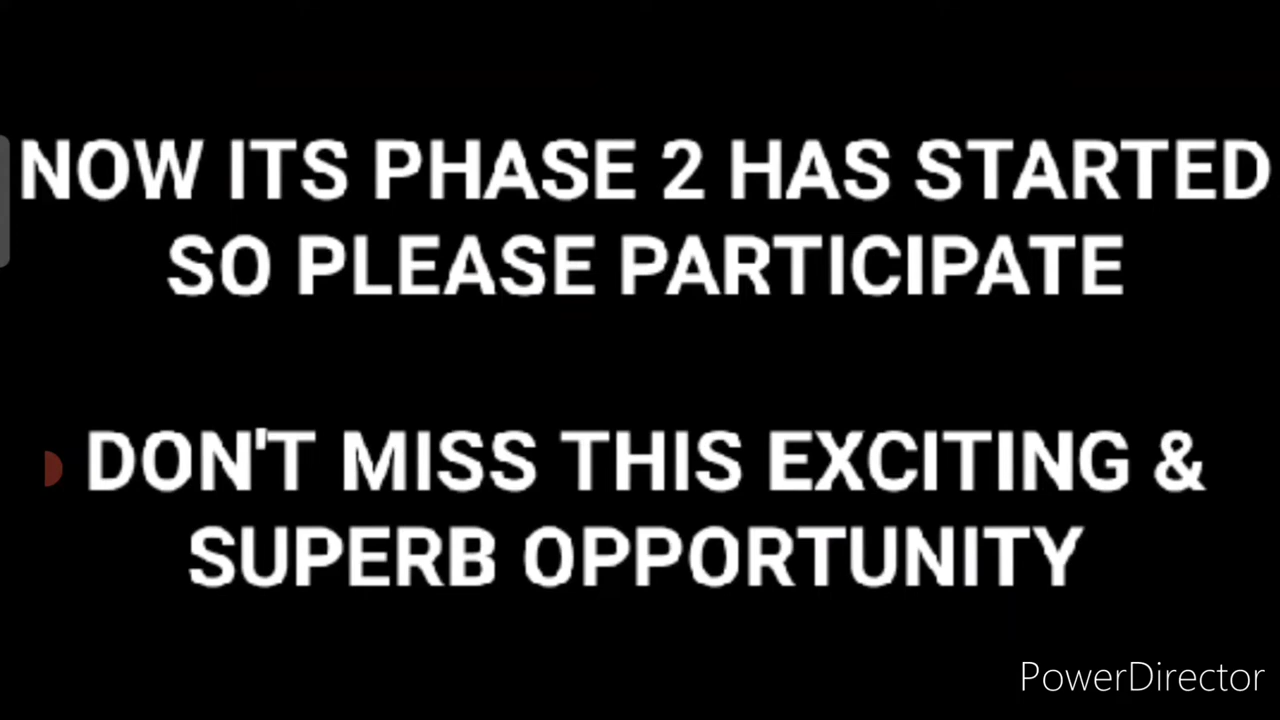 NOW ITS PHASE 2 HAS STARTED
SO PLEASE PARTICIPATE
DON'T MISS THIS EXCITING &
SUPERB OPPORTUNITY
PowerDirector